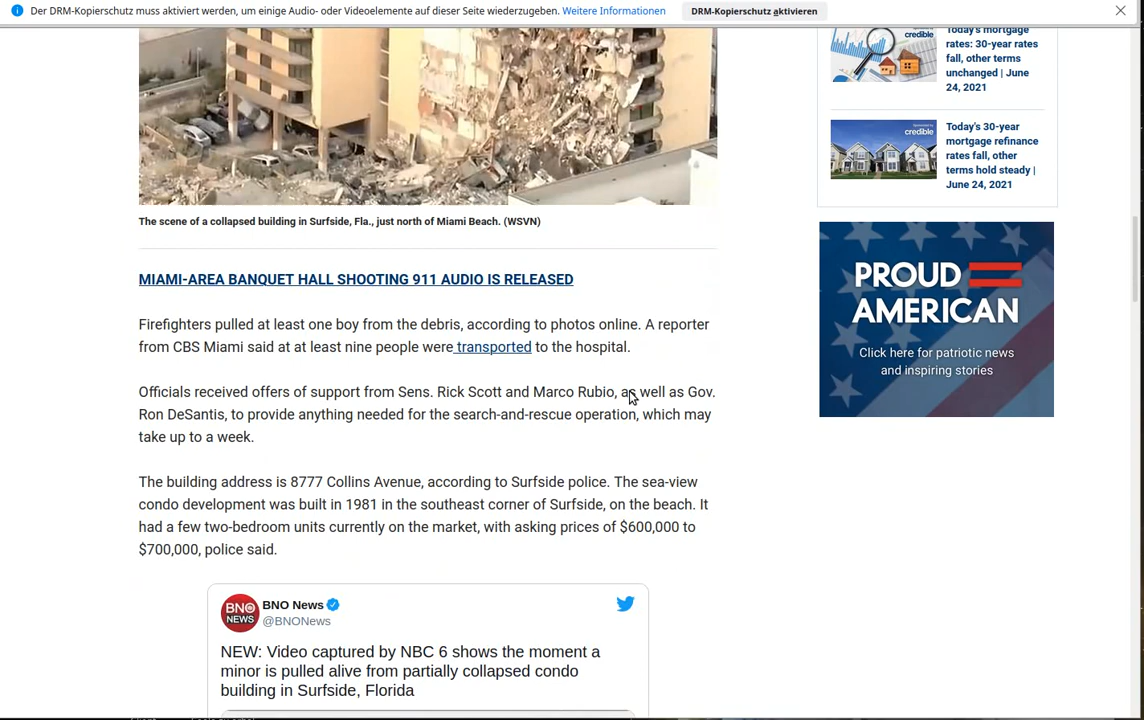 Der DRM-Kopierschutz muss aktiviert werden, um einige Audio- oder Videoelemente auf dieser Seite wiederzugeben. Weitere Informationen
DRM-Kopierschutz aktivieren
The scene of a collapsed building in Surfside, Fla., just north of Miami Beach. (WSVN)
MIAMI-AREA BANQUET HALL SHOOTING 911 AUDIO IS RELEASED
Firefighters pulled at least one boy from the debris, according to photos online. A reporter
from CBS Miami said at at least nine people were transported to the hospital.
Officials received offers of support from Sens. Rick Scott and Marco Rubio, as well as Gov.
Ron DeSantis, to provide anything needed for the search-and-rescue operation, which may
take up to a week.
The building address is 8777 Collins Avenue, according to Surfside police. The sea-view
condo development was built in 1981 in the southeast corner of Surfside, on the beach. It
had a few two-bedroom units currently on the market, with asking prices of $600,000 to
$700,000, police said.
BNO
NEWS
BNO News
@BNONews
NEW: Video captured by NBC 6 shows the moment a
minor is pulled alive from partially collapsed condo
building in Surfside, Florida
credible
Today's mortgage
rates: 30-year rates
fall, other terms
unchanged | June
24, 2021
credible
Today's 30-year
mortgage refinance
rates fall, other
terms hold steady |
June 24, 2021
PROUD
AMERICAN
Click here for patriotic news
and inspiring stories